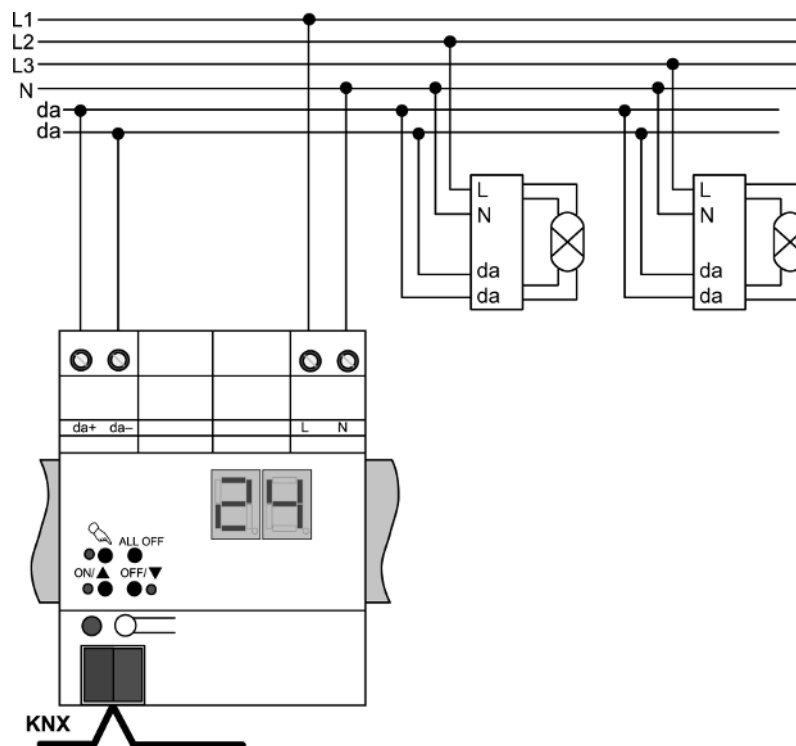 L1
L2
L3
N
da
da
L
N
da
da
L
N
da
da
da+ da– L N
24
ALL OFF
ON/▲ OFF/▼
KNX